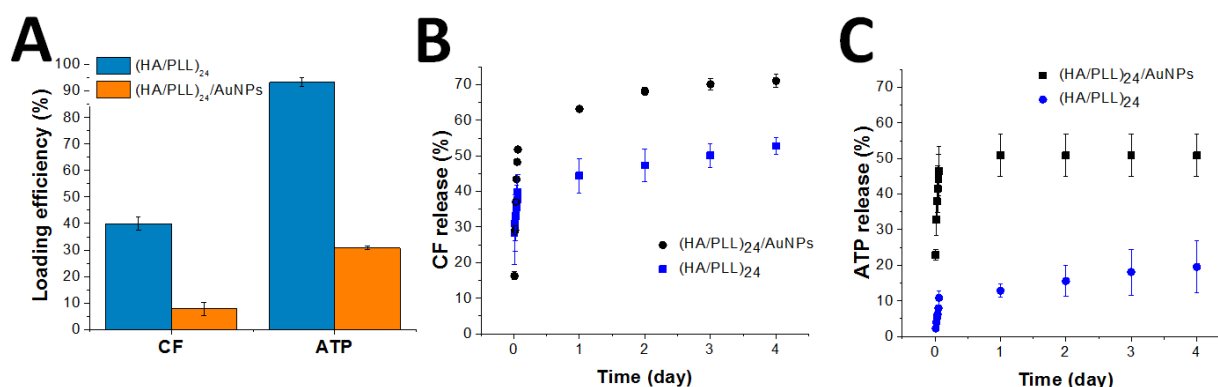 A
Loading efficiency (%)
100
90
80
70
60
50
40
30
20
10
0
(HA/PLL)24
(HA/PLL)24/AuNPs
CF
ATP
B
CF release (%)
70
60
50
40
30
20
10
0
(HA/PLL)24/AuNPs
(HA/PLL)24
0 1 2 3 4
Time (day)
C
ATP release (%)
70
60
50
40
30
20
10
0
(HA/PLL)24/AuNPs
(HA/PLL)24
0 1 2 3 4
Time (day)